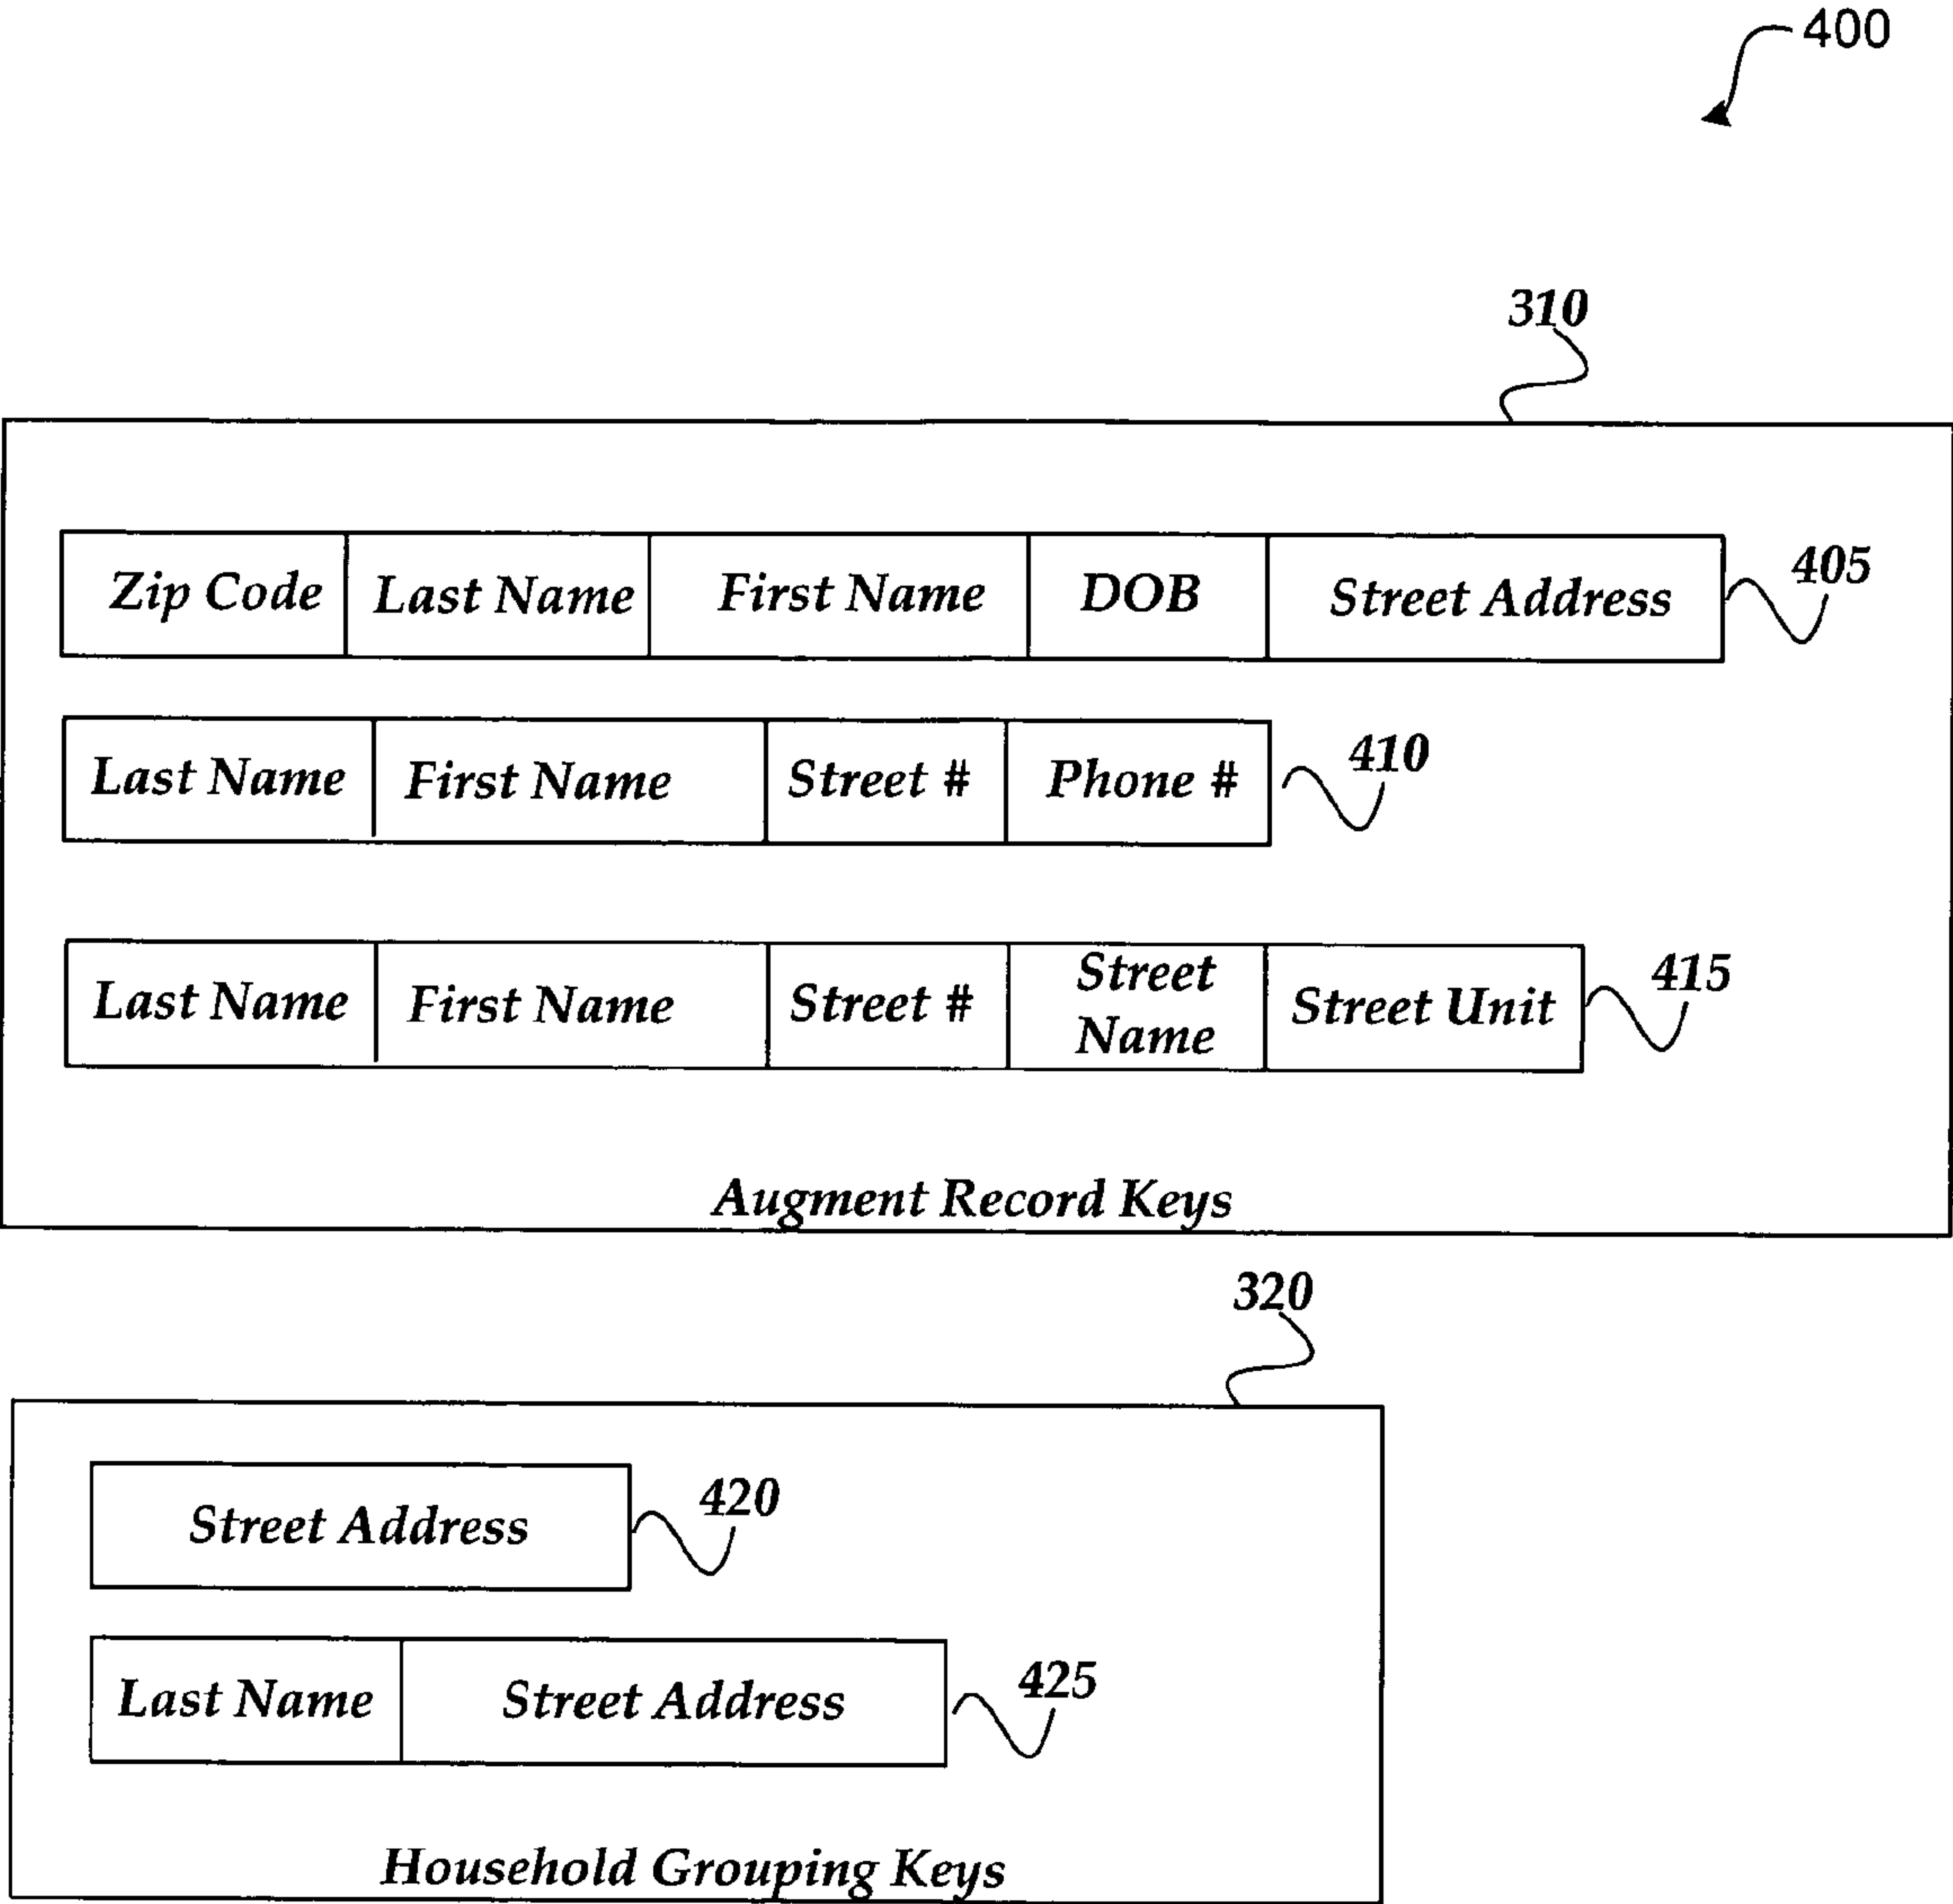 400
310
Zip Code Last Name First Name DOB Street Address 405
Last Name First Name Street # Phone # 410
Last Name First Name Street # Street Name Street Unit 415
Augment Record Keys
320
Street Address 420
Last Name Street Address 425
Household Grouping Keys